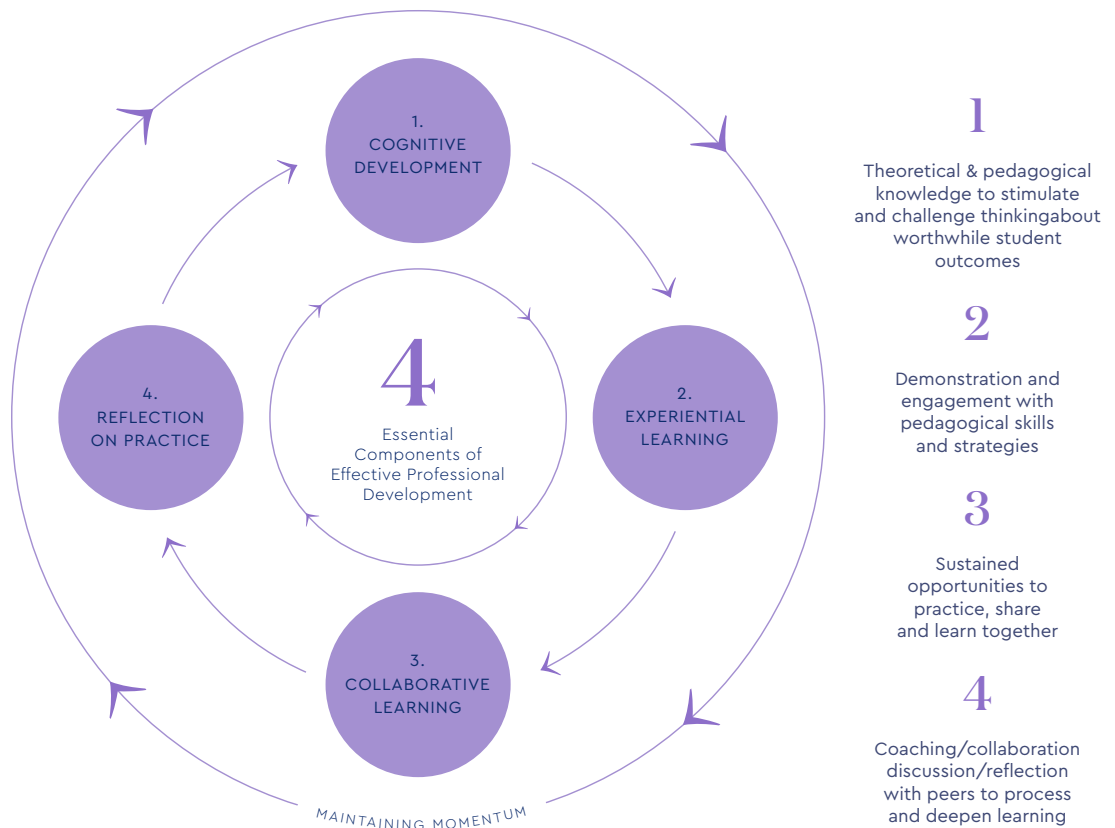 1.
COGNITIVE
DEVELOPMENT
2.
EXPERIENTIAL
LEARNING
3.
COLLABORATIVE
LEARNING
4.
REFLECTION
ON PRACTICE
4
Essential
Components of
Effective Professional
Development
MAINTAINING MOMENTUM
1
Theoretical & pedagogical
knowledge to stimulate
and challenge thinkingabout
worthwhile student
outcomes
2
Demonstration and
engagement with
pedagogical skills
and strategies
3
Sustained
opportunities to
practice, share
and learn together
4
Coaching/collaboration
discussion/reflection
with peers to process
and deepen learning